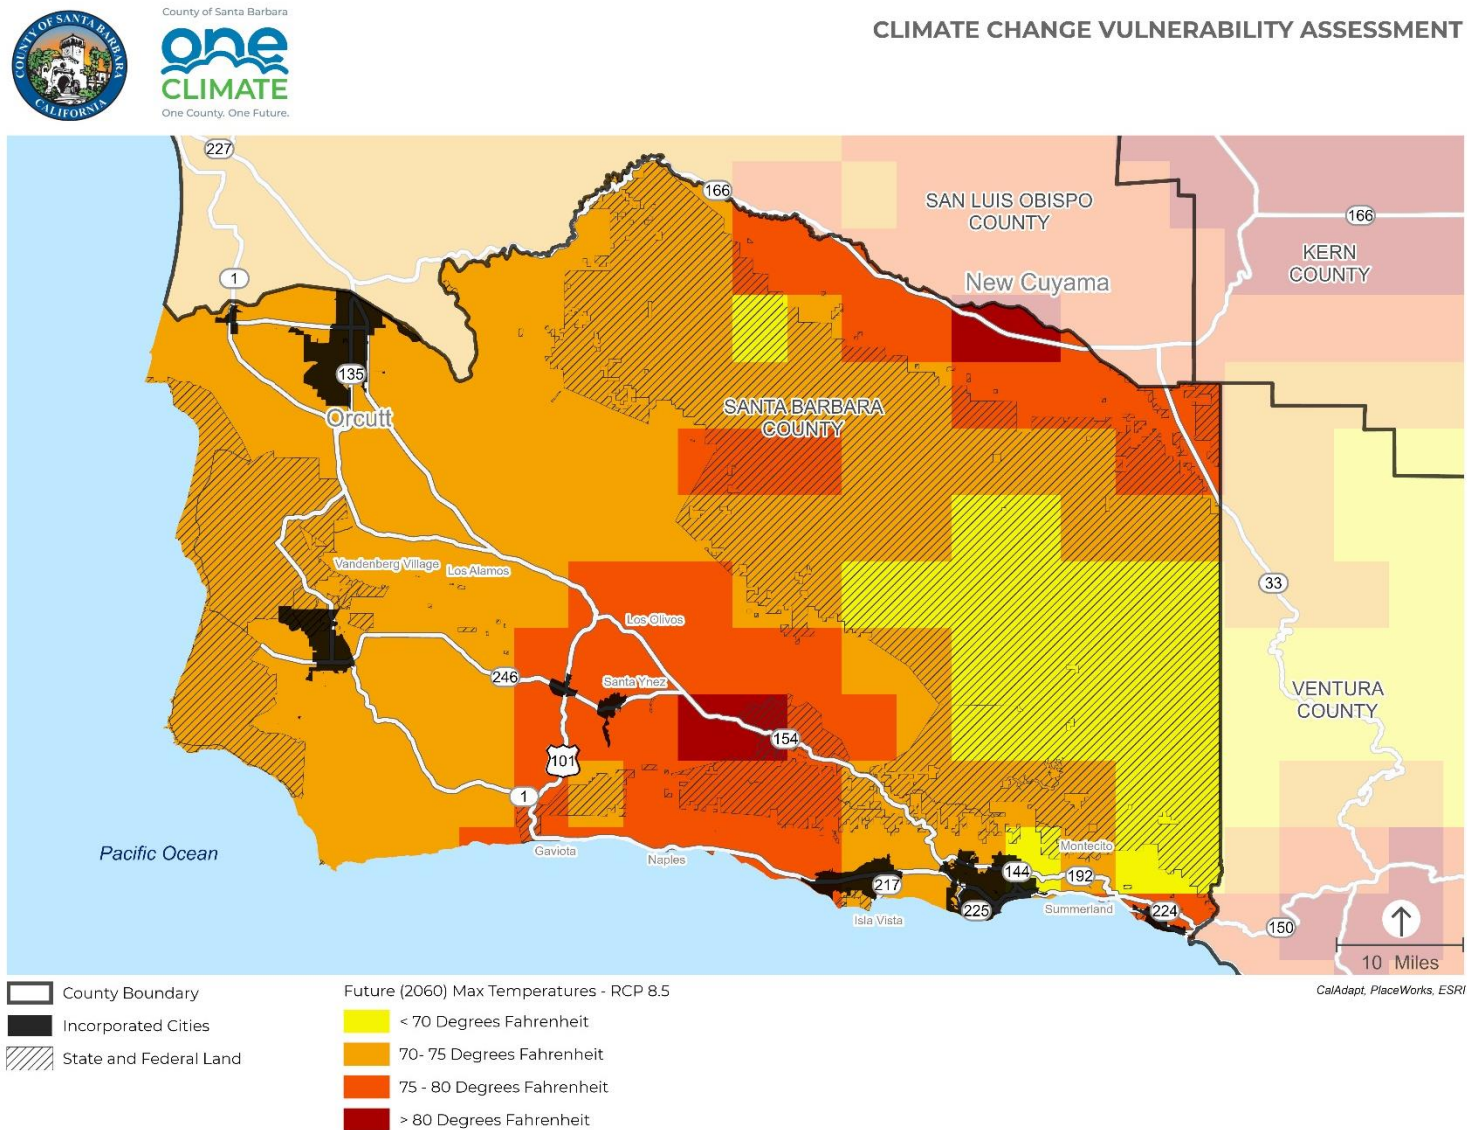 COUNTY OF SANTA BARBARA
CALIFORNIA
County of Santa Barbara
one
CLIMATE
One County. One Future.
CLIMATE CHANGE VULNERABILITY ASSESSMENT
227
166
SAN LUIS OBISPO
COUNTY
166
KERN
COUNTY
1
New Cuyama
135
Orcutt
SANTA BARBARA
COUNTY
Vandenberg Village
Los Alamos
33
Los Olivos
246
Santa Ynez
VENTURA
COUNTY
154
101
1
Pacific Ocean
Gaviota
Naples
Montecito
144
192
217
225
Summerland
224
Isla Vista
150
10 Miles
CalAdapt, PlaceWorks, ESRI
County Boundary
Incorporated Cities
State and Federal Land
Future (2060) Max Temperatures - RCP 8.5
< 70 Degrees Fahrenheit
70- 75 Degrees Fahrenheit
75 - 80 Degrees Fahrenheit
> 80 Degrees Fahrenheit